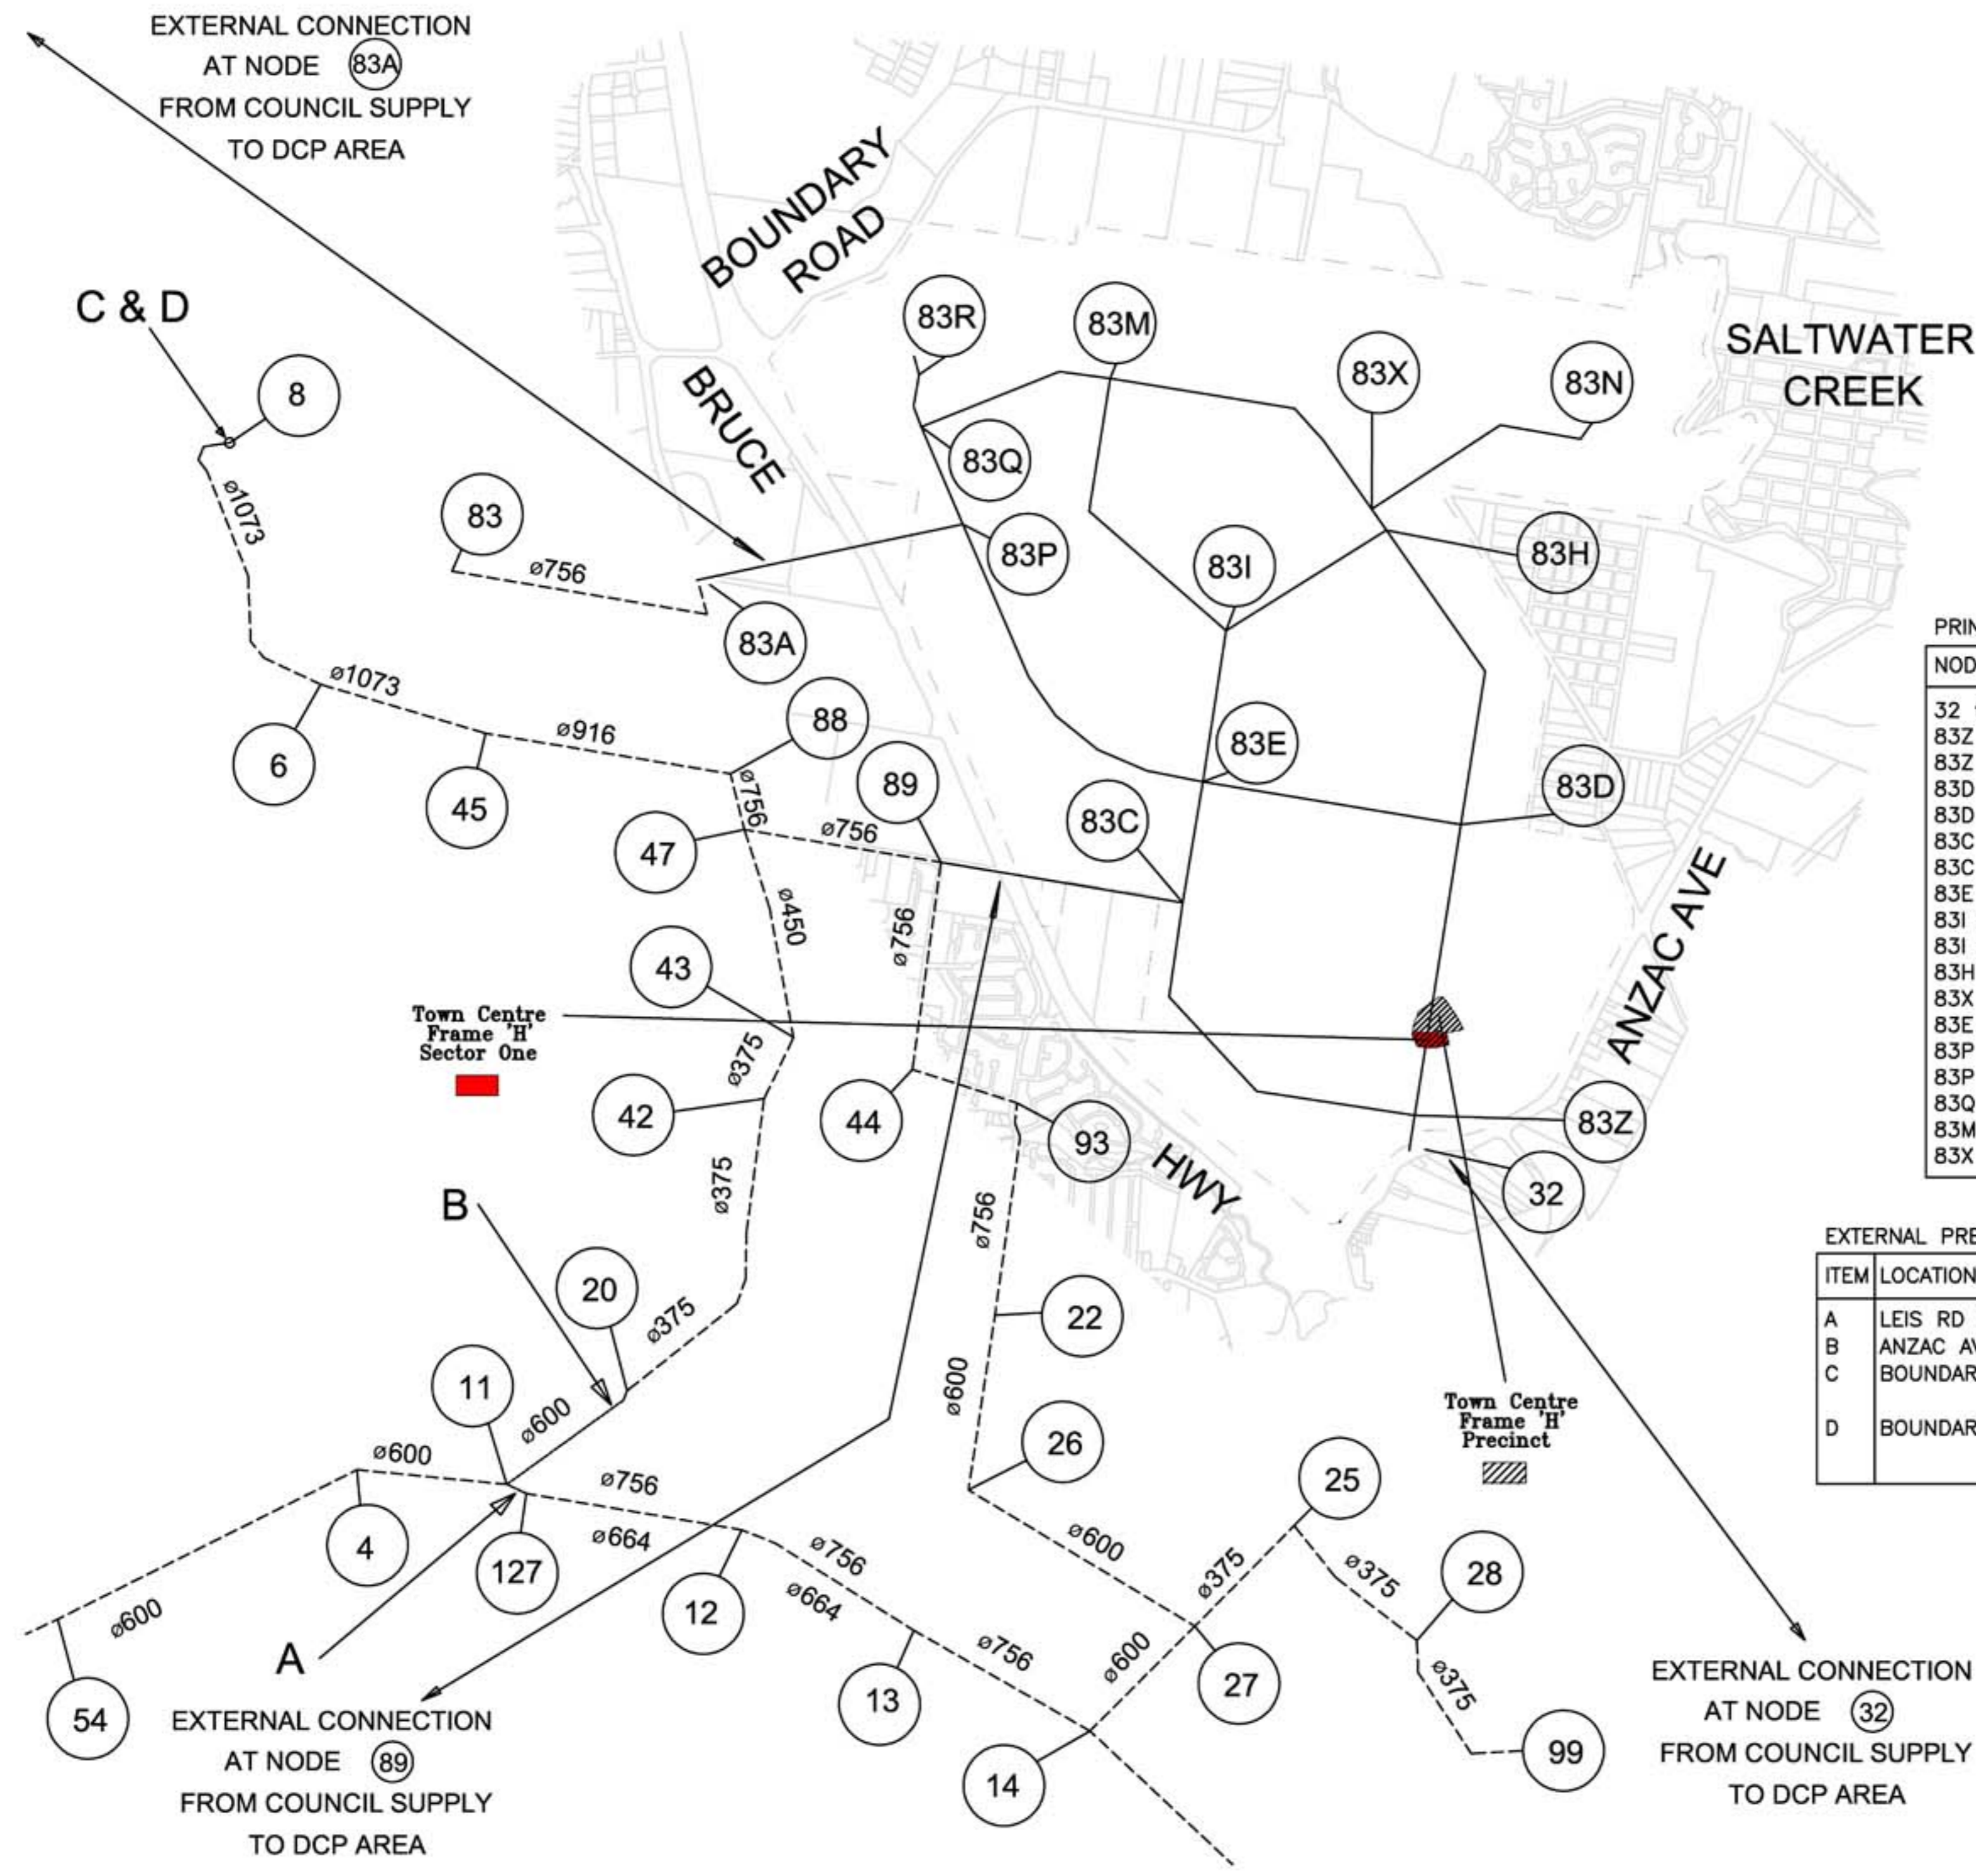 EXTERNAL CONNECTION
AT NODE 83A
FROM COUNCIL SUPPLY
TO DCP AREA
BOUNDARY
ROAD
C & D
8
83R
83M
83X
83N
SALTWATER
CREEK
BRUCE
83Q
ø1073
83
ø756
83P
83I
83H
83A
ø1073
6
45
ø916
88
ø756
47
ø756
89
83E
83D
83C
ø450
ø756
43
ANZAC AVE
Town Centre
Frame 'H'
Sector One
ø375
42
44
93
83Z
HWY
32
ø375
ø756
B
20
ø375
22
11
ø600
ø600
26
ø600
ø756
ø664
4
127
12
ø756
ø664
ø600
25
ø375
ø375
28
Town Centre
Frame 'H'
Precinct
ø600
54
A
13
ø756
ø600
27
ø375
14
99
EXTERNAL CONNECTION
AT NODE 89
FROM COUNCIL SUPPLY
TO DCP AREA
EXTERNAL CONNECTION
AT NODE 32
FROM COUNCIL SUPPLY
TO DCP AREA
PRIN
NOD
32
83Z
83Z
83D
83D
83C
83C
83E
83I
83I
83H
83X
83E
83P
83P
83Q
83M
83X
EXTERNAL PRE
ITEM LOCATION
A LEIS RD
B ANZAC AV
C BOUNDAR
D BOUNDAR